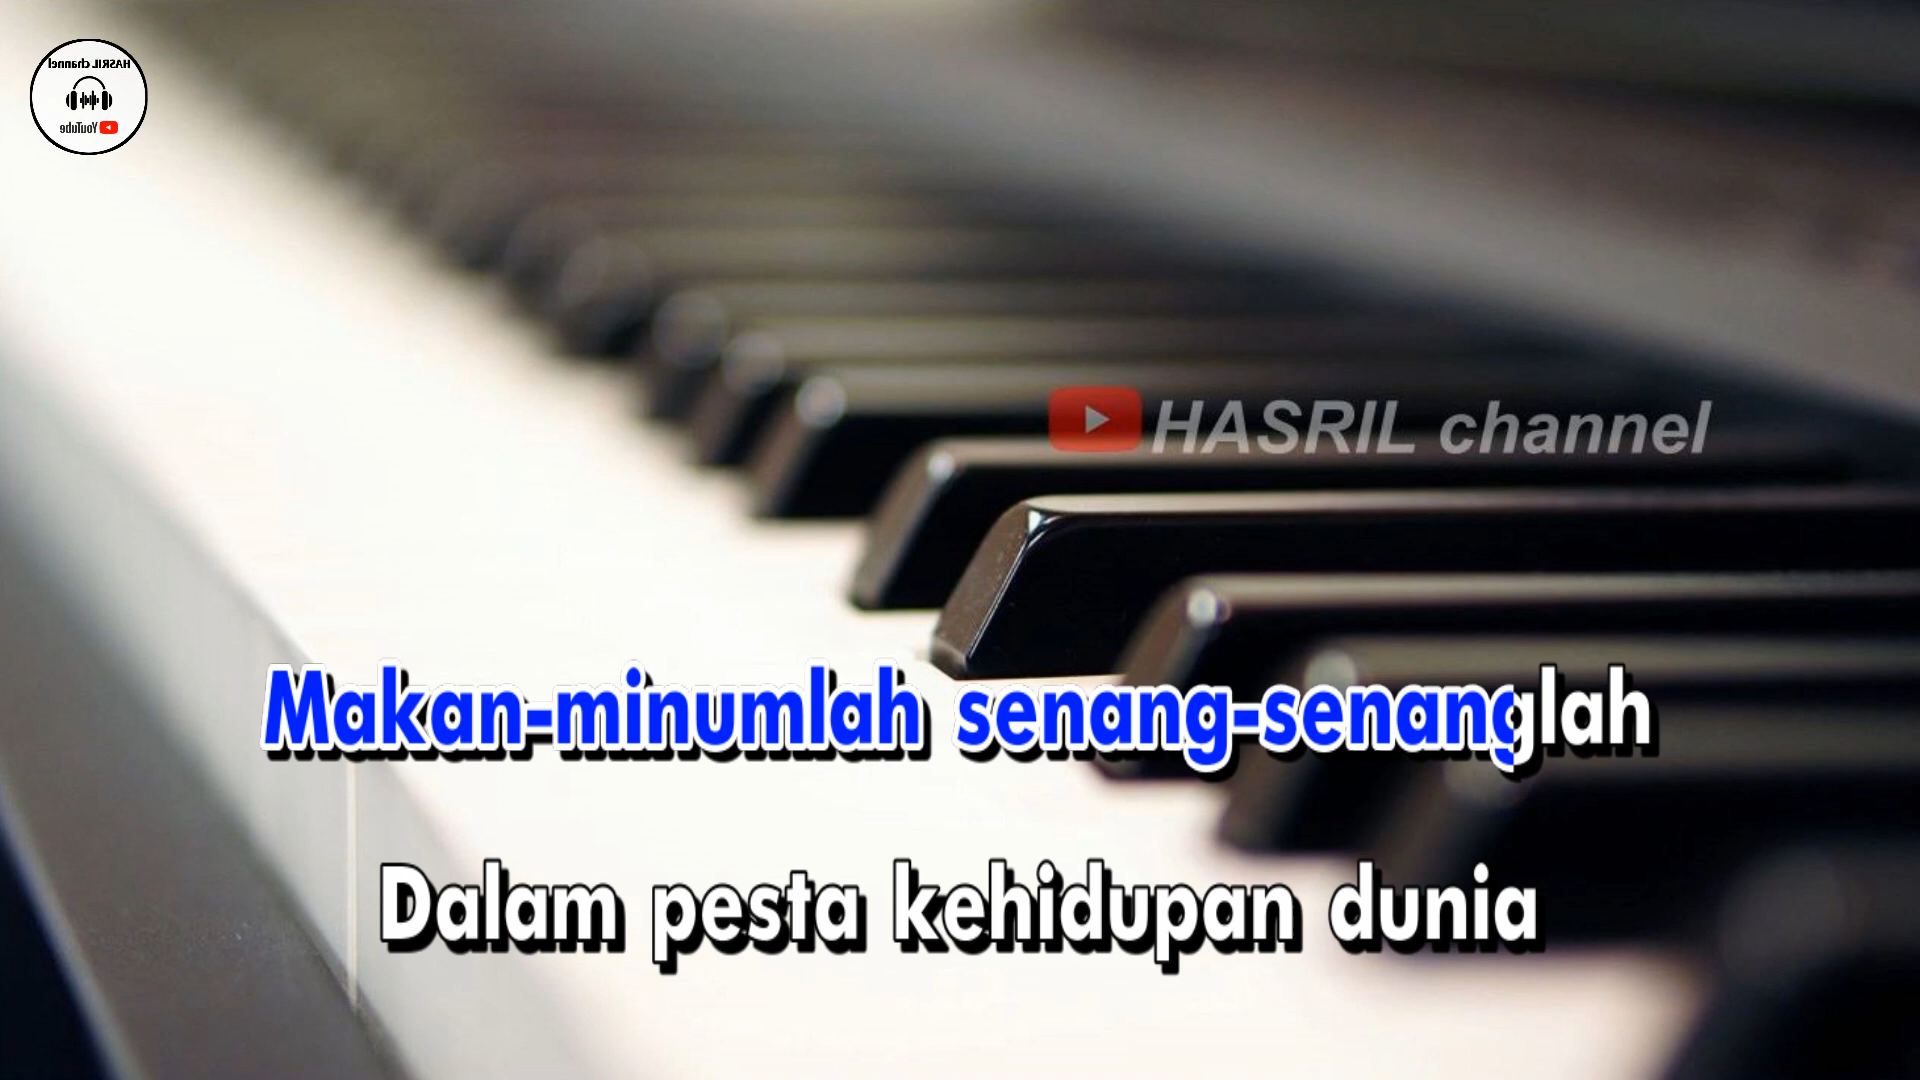 HASRIL channel
YouTube
HASRIL channel
Makan-minumlah senang-senanglah
Dalam pesta kehidupan dunia